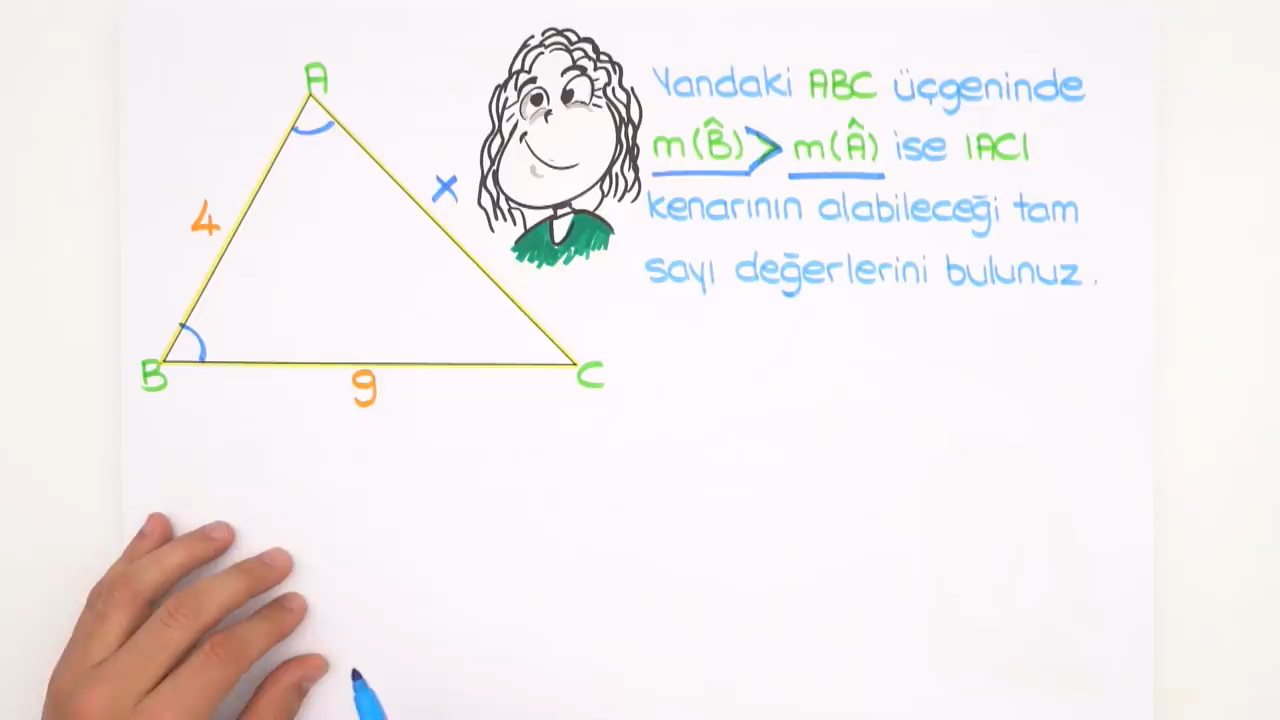 A
Yandaki ABC üçgeninde
m(B̂) > m(Â) ise |AC|
x
4
kenarının alabileceği tam
sayı değerlerini bulunuz.
B
9
C